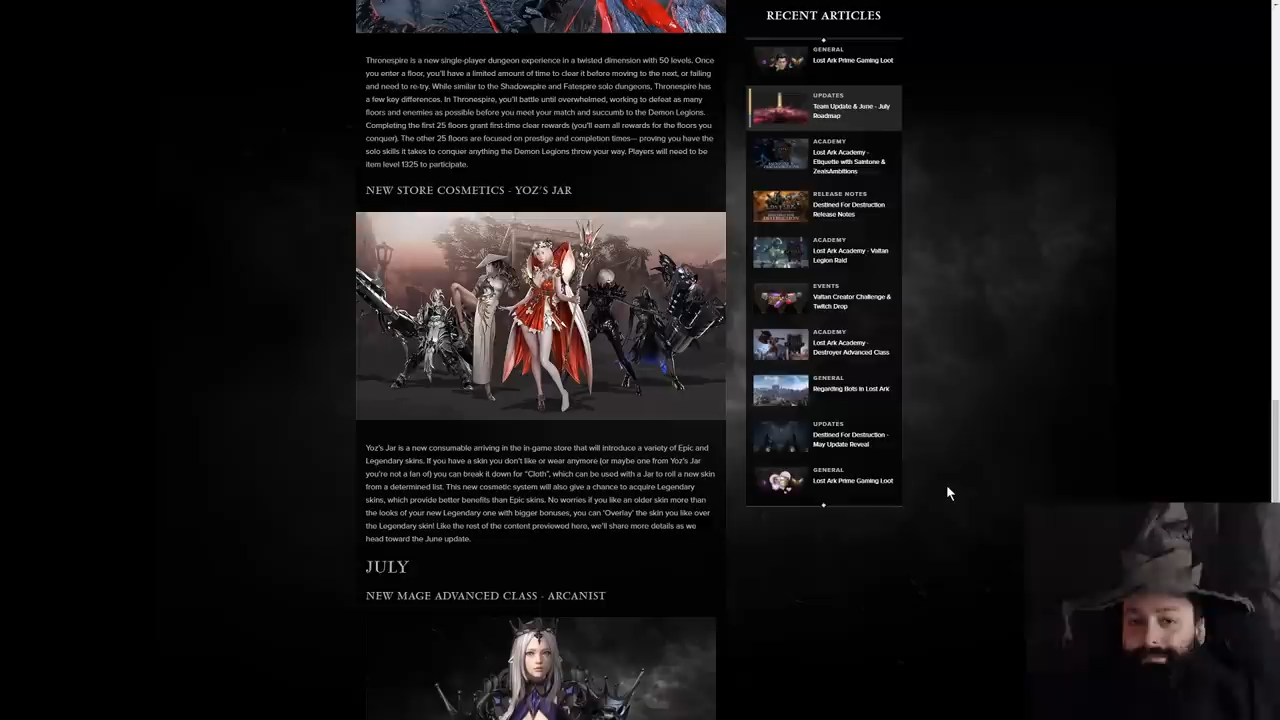 Thronespire is a new single-player dungeon experience in a twisted dimension with 50 levels. Once
you enter a floor, you'll have a limited amount of time to clear it before moving to the next, or failing
and need to re-try. While similar to the Shadowspire and Fatespire solo dungeons, Thronespire has
a few key differences. In Thronespire, you'll battle until overwhelmed, working to defeat as many
floors and enemies as possible before you meet your match and succumb to the Demon Legions.
Completing the first 25 floors grant first-time clear rewards (you'll earn all rewards for the floors you
conquer). The other 25 floors are focused on prestige and completion times— proving you have the
solo skills it takes to conquer anything the Demon Legions throw your way. Players will need to be
item level 1325 to participate.
NEW STORE COSMETICS - YOZ'S JAR
Yoz's Jar is a new consumable arriving in the in-game store that will introduce a variety of Epic and
Legendary skins. If you have a skin you don't like or wear anymore (or maybe one from Yoz's Jar
you're not a fan of) you can break it down for "Cloth", which can be used with a Jar to roll a new skin
from a determined list. This new cosmetic system will also give a chance to acquire Legendary
skins, which provide better benefits than Epic skins. No worries if you like an older skin more than
the looks of your new Legendary one with bigger bonuses, you can 'Overlay' the skin you like over
the Legendary skin! Like the rest of the content previewed here, we'll share more details as we
head toward the June update.
JULY
NEW MAGE ADVANCED CLASS - ARCANIST
RECENT ARTICLES
GENERAL
Lost Ark Prime Gaming Loot
UPDATES
Team Update & June - July
Roadmap
ACADEMY
Lost Ark Academy -
Etiquette with Saintone &
ZealsAmbitions
RELEASE NOTES
Destined For Destruction
Release Notes
ACADEMY
Lost Ark Academy - Valtan
Legion Raid
EVENTS
Valtan Creator Challenge &
Twitch Drop
ACADEMY
Lost Ark Academy -
Destroyer Advanced Class
GENERAL
Regarding Bots in Lost Ark
UPDATES
Destined For Destruction -
May Update Reveal
GENERAL
Lost Ark Prime Gaming Loot